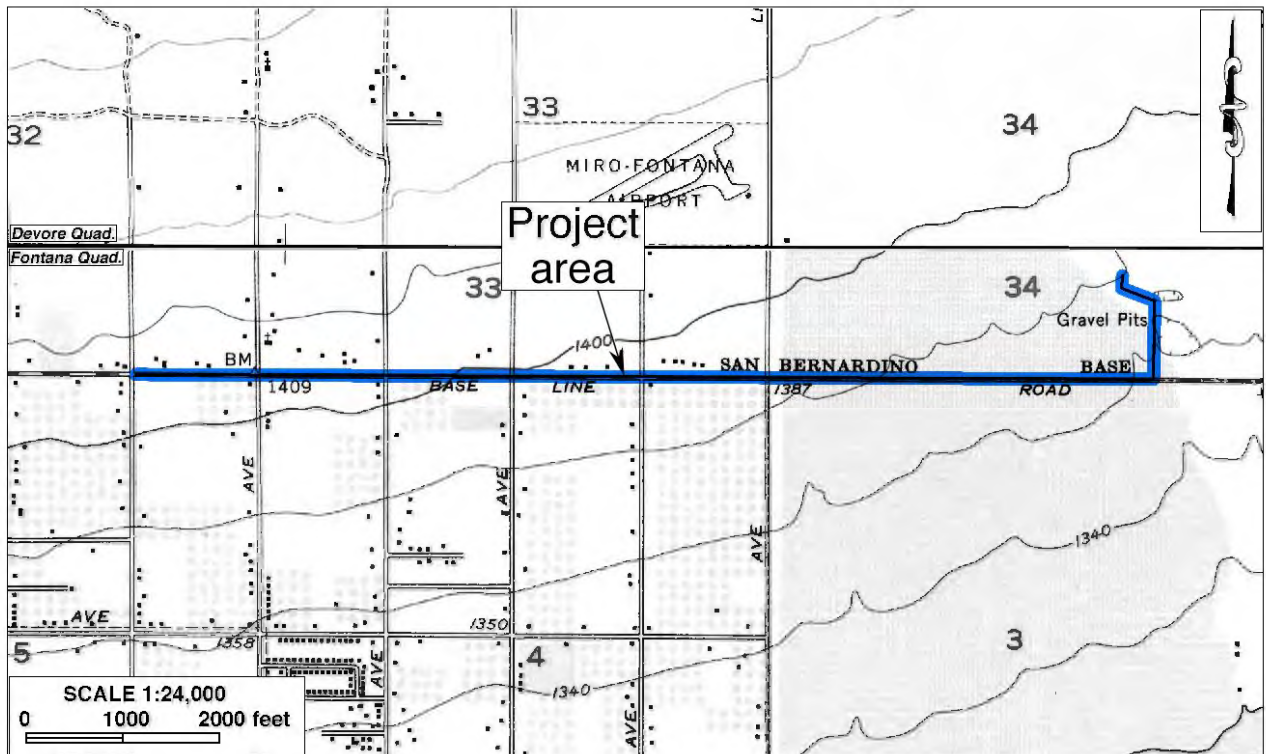 LI
32
33
34
MIRO-FONTANA
AIRPORT
Devore Quad.
Fontana Quad.
Project
area
33
34
Gravel Pits
1400
BM
SAN BERNARDINO BASE
1409
BASE LINE
1387
ROAD
AVE
AVE
AVE
1340
AVE
1350
1358
5
4
3
AVE
AVE
1340
SCALE 1:24,000
0 1000 2000 feet